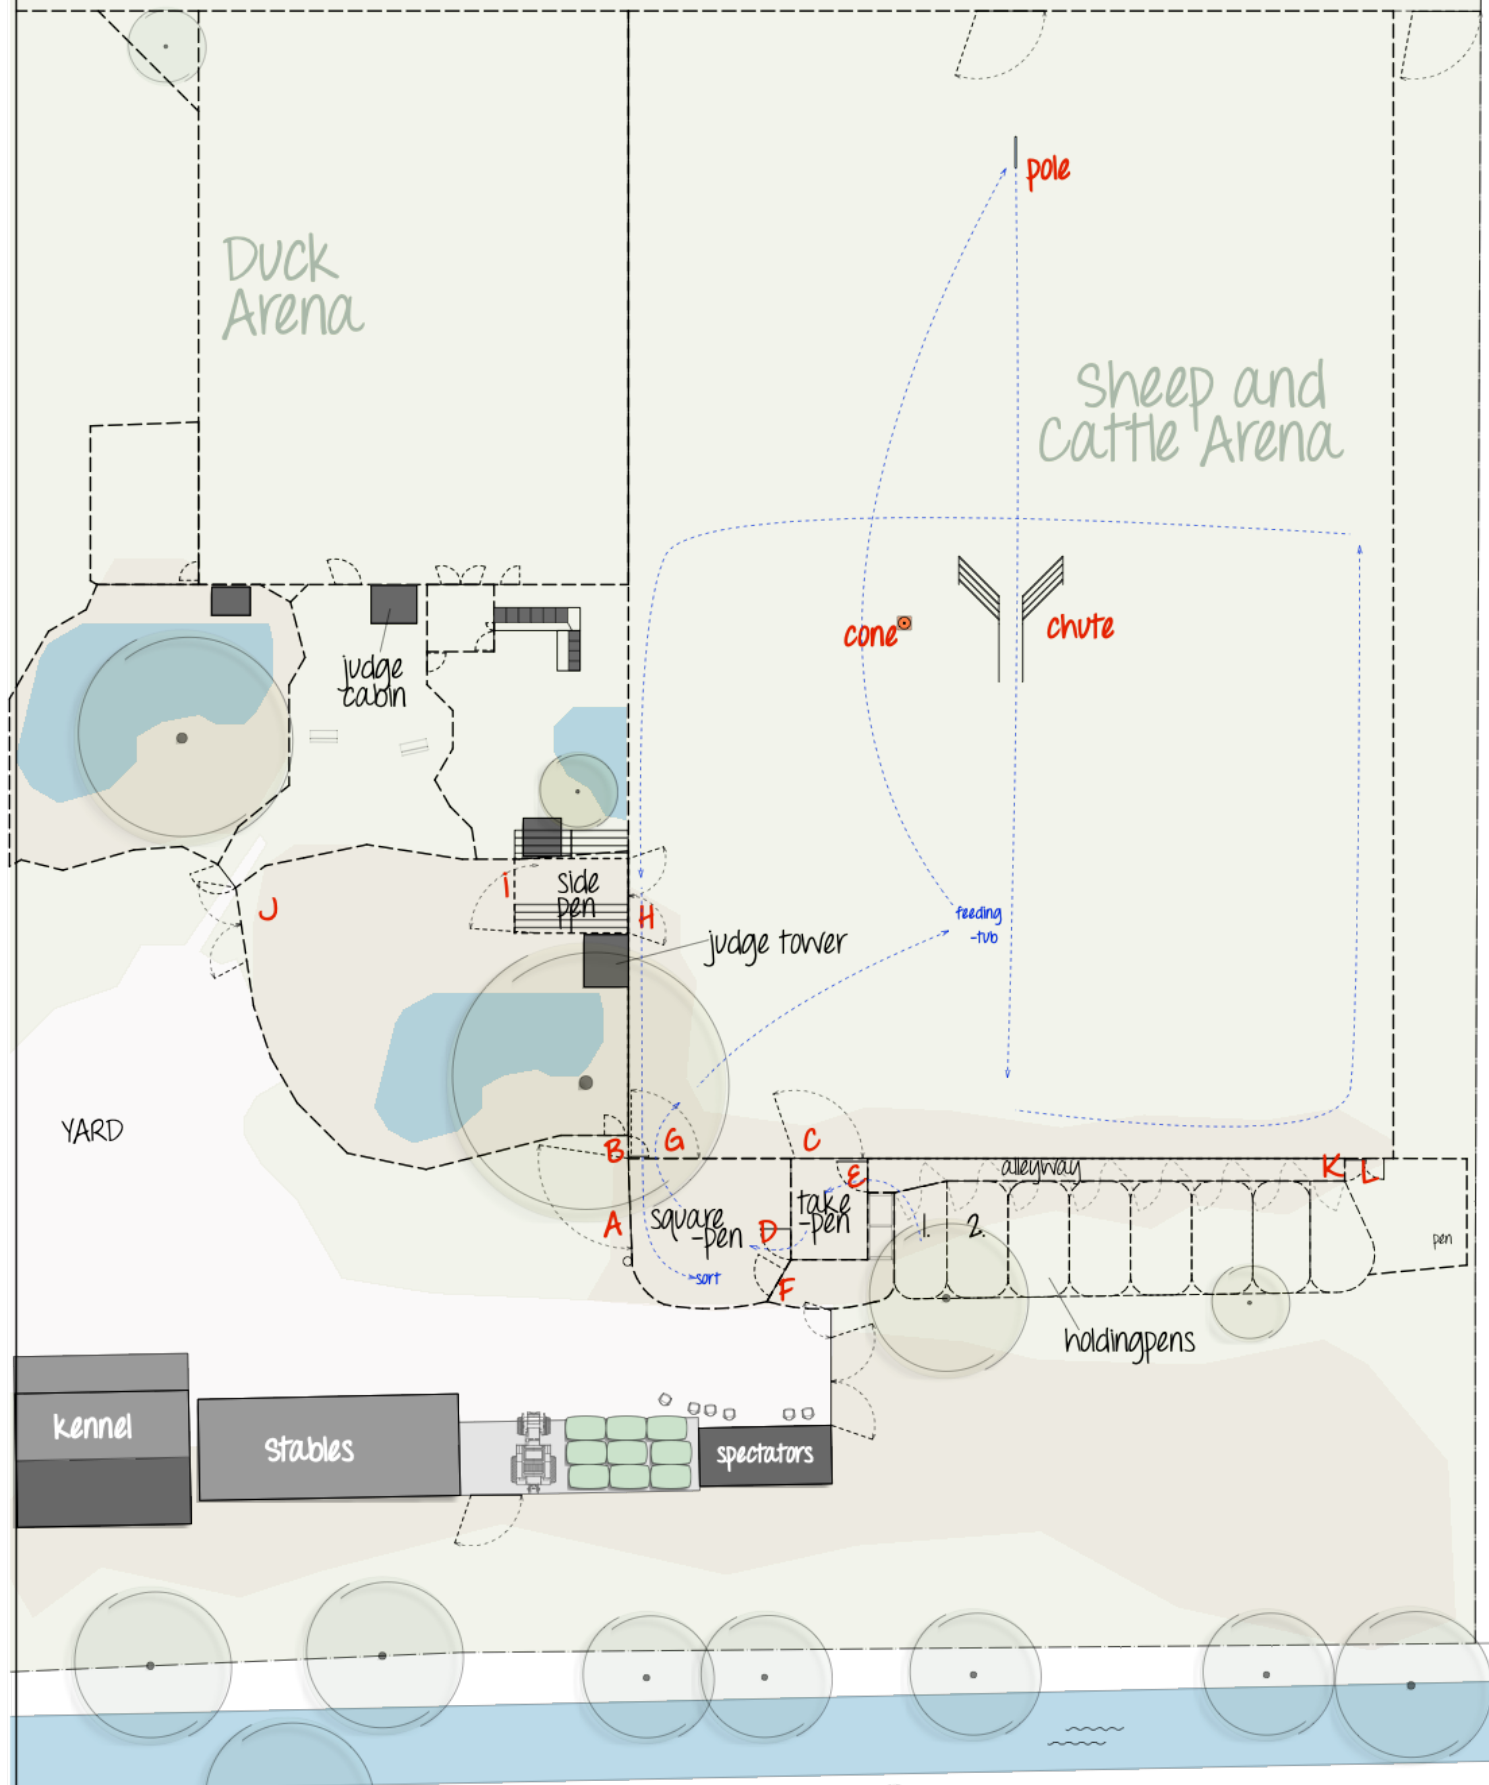 pole
Duck
Arena
Sheep and
Cattle Arena
cone
chute
judge
cabin
i
side
pen
J
H
feeding
-tub
judge tower
YARD
B
G
C
E
alleyway
K
L
A
square
-pen
D
take
-pen
1.
2.
pen
sort
F
holdingpens
kennel
stables
spectators